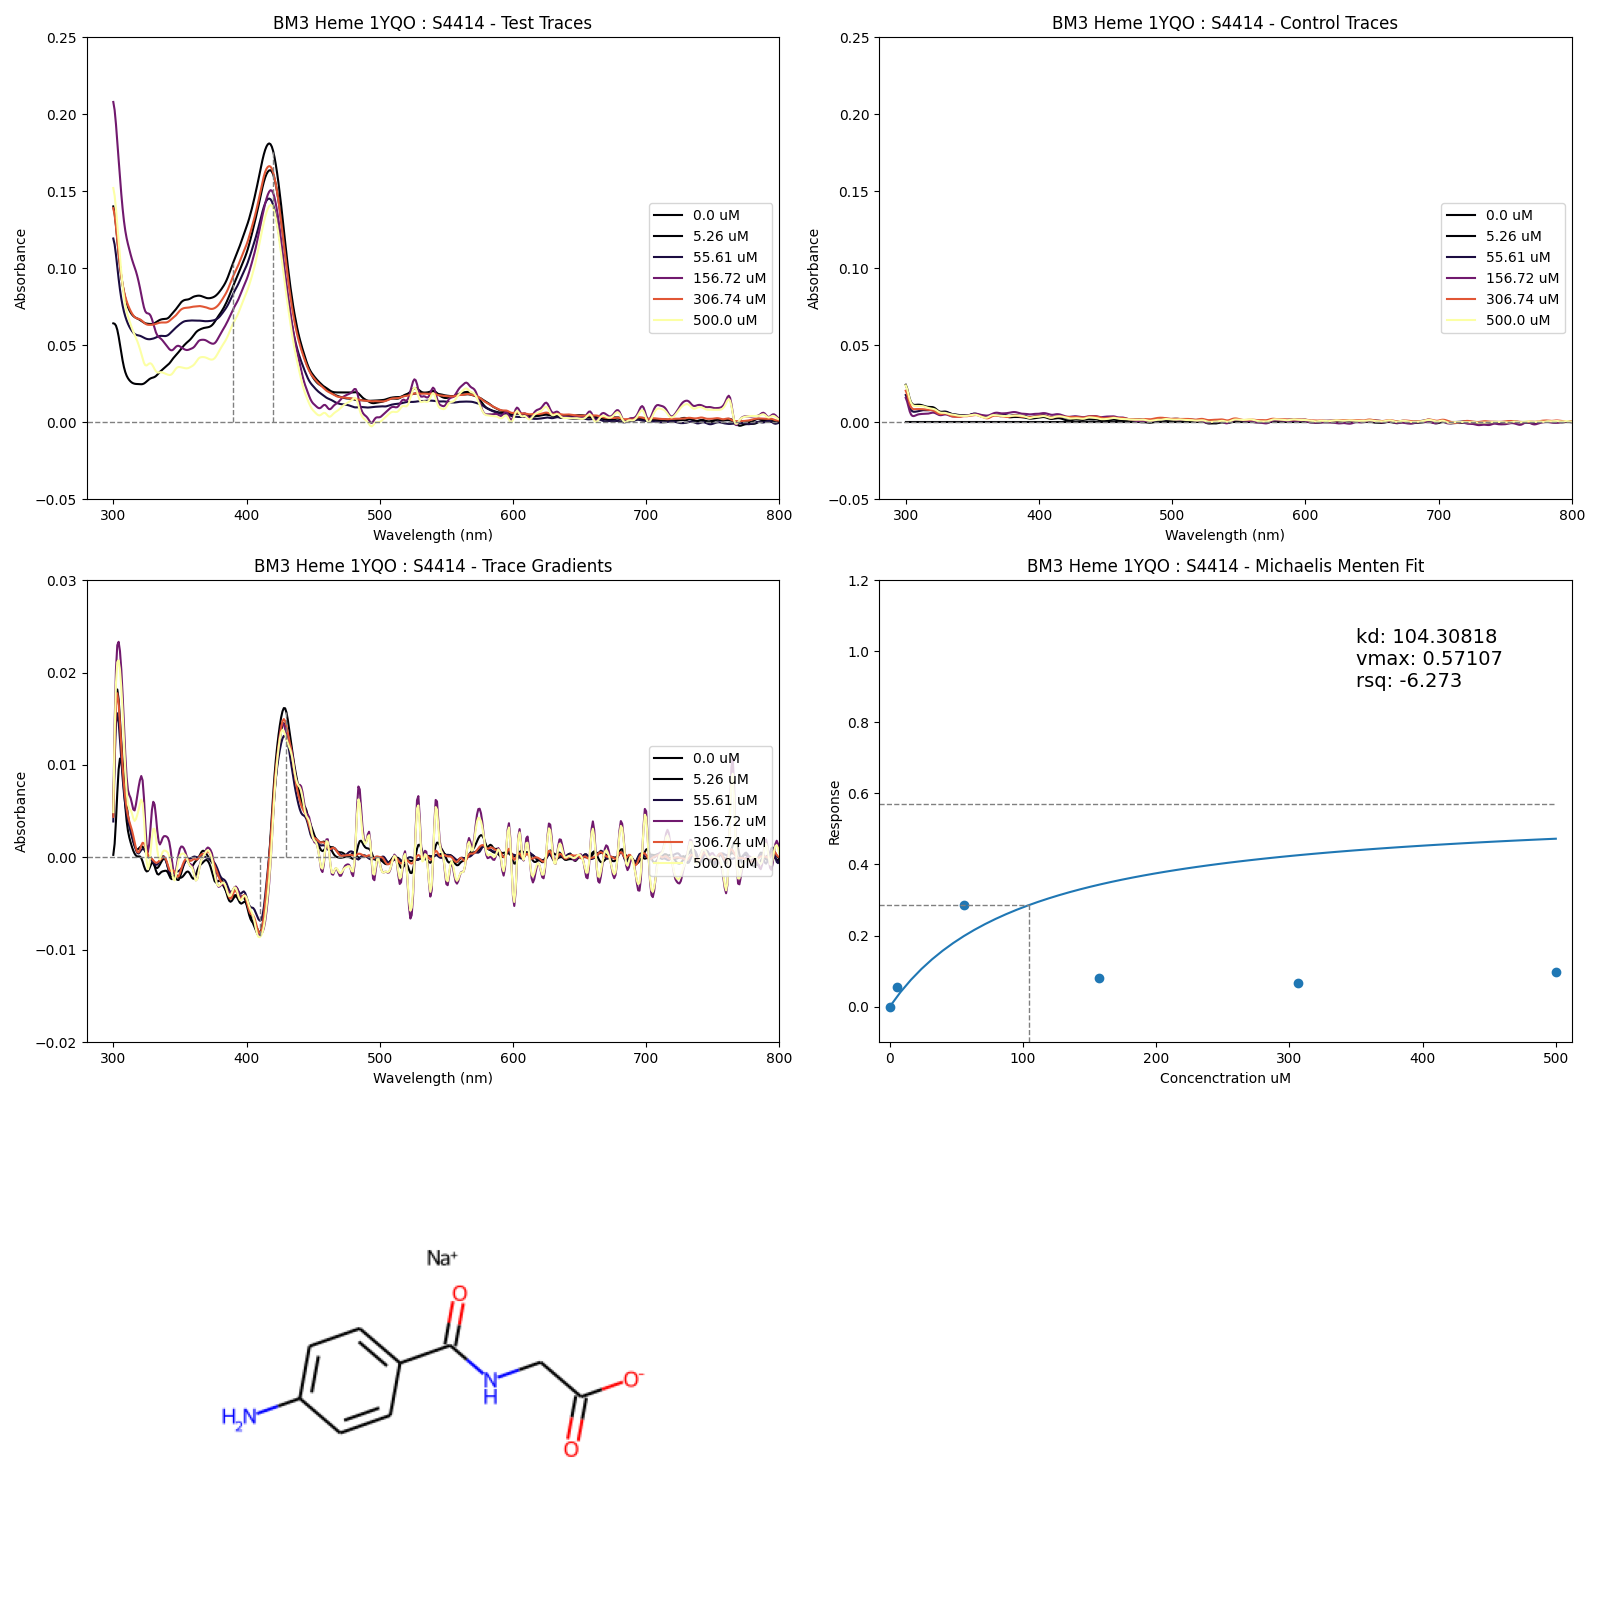 BM3 Heme 1YQO : S4414 - Test Traces
0.25
0.20
0.15
0.10
0.05
0.00
−0.05
Absorbance
300 400 500 600 700 800
Wavelength (nm)
0.0 uM
5.26 uM
55.61 uM
156.72 uM
306.74 uM
500.0 uM
BM3 Heme 1YQO : S4414 - Control Traces
0.25
0.20
0.15
0.10
0.05
0.00
−0.05
Absorbance
300 400 500 600 700 800
Wavelength (nm)
0.0 uM
5.26 uM
55.61 uM
156.72 uM
306.74 uM
500.0 uM
BM3 Heme 1YQO : S4414 - Trace Gradients
0.03
0.02
0.01
0.00
−0.01
−0.02
Absorbance
300 400 500 600 700 800
Wavelength (nm)
0.0 uM
5.26 uM
55.61 uM
156.72 uM
306.74 uM
500.0 uM
BM3 Heme 1YQO : S4414 - Michaelis Menten Fit
1.2
1.0
0.8
0.6
0.4
0.2
0.0
Response
kd: 104.30818
vmax: 0.57107
rsq: -6.273
0 100 200 300 400 500
Concenctration uM
Na⁺
O
N
H
O⁻
H₂N
O